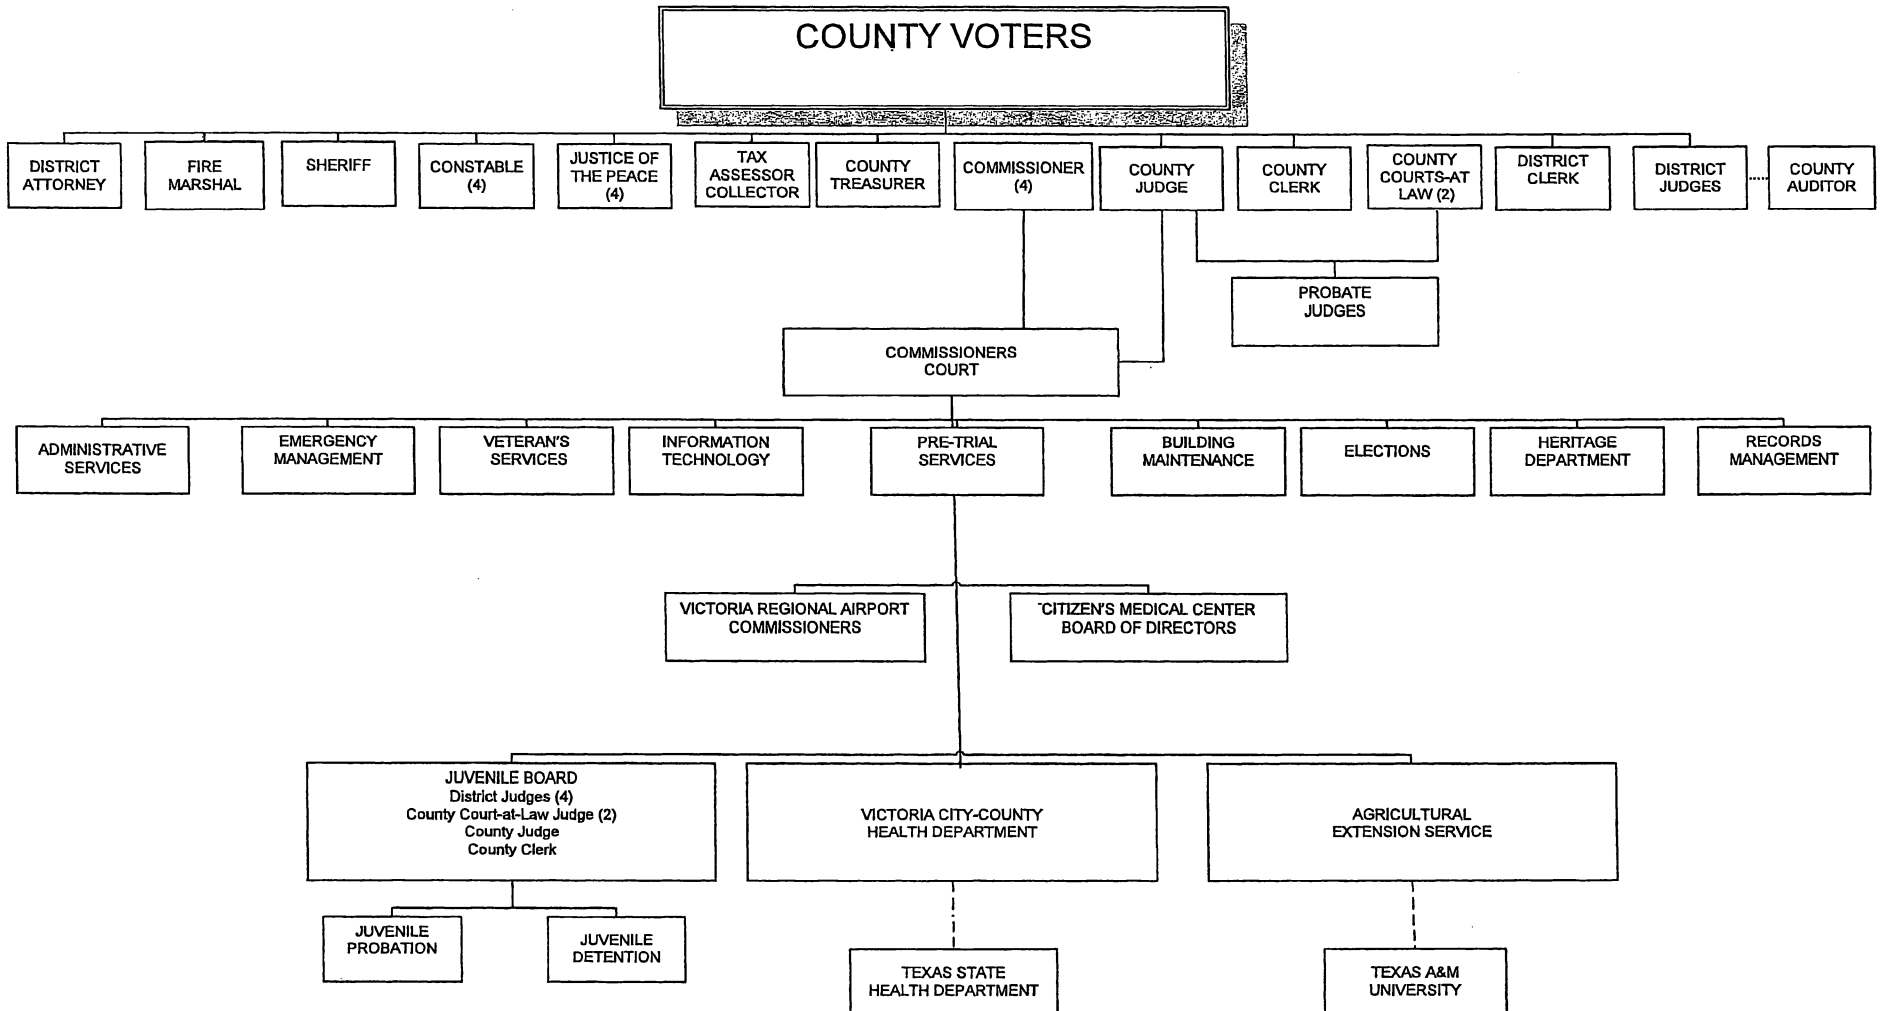 COUNTY VOTERS
DISTRICT
ATTORNEY
FIRE
MARSHAL
SHERIFF
CONSTABLE
(4)
JUSTICE OF
THE PEACE
(4)
TAX
ASSESSOR
COLLECTOR
COUNTY
TREASURER
COMMISSIONER
(4)
COUNTY
JUDGE
COUNTY
CLERK
COUNTY
COURTS-AT
LAW (2)
DISTRICT
CLERK
DISTRICT
JUDGES
COUNTY
AUDITOR
PROBATE
JUDGES
COMMISSIONERS
COURT
ADMINISTRATIVE
SERVICES
EMERGENCY
MANAGEMENT
VETERAN'S
SERVICES
INFORMATION
TECHNOLOGY
PRE-TRIAL
SERVICES
BUILDING
MAINTENANCE
ELECTIONS
HERITAGE
DEPARTMENT
RECORDS
MANAGEMENT
VICTORIA REGIONAL AIRPORT
COMMISSIONERS
CITIZEN'S MEDICAL CENTER
BOARD OF DIRECTORS
JUVENILE BOARD
District Judges (4)
County Court-at-Law Judge (2)
County Judge
County Clerk
VICTORIA CITY-COUNTY
HEALTH DEPARTMENT
AGRICULTURAL
EXTENSION SERVICE
JUVENILE
PROBATION
JUVENILE
DETENTION
TEXAS STATE
HEALTH DEPARTMENT
TEXAS A&M
UNIVERSITY